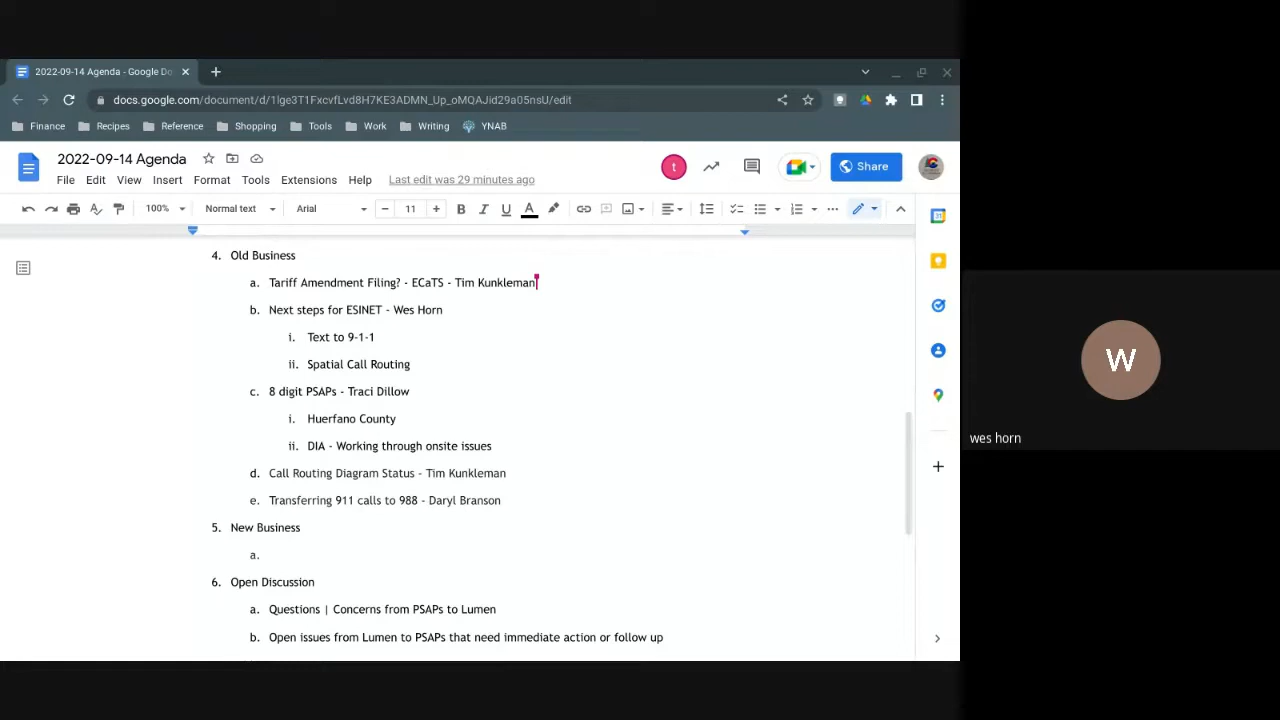 2022-09-14 Agenda - Google Do
docs.google.com/document/d/1lge3T1FxcvfLvd8H7KE3ADMN_Up_oMQAJid29a05nsU/edit
Finance Recipes Reference Shopping Tools Work Writing YNAB
2022-09-14 Agenda
t
Share
File Edit View Insert Format Tools Extensions Help Last edit was 29 minutes ago
100% Normal text Arial 11
4. Old Business
a. Tariff Amendment Filing? - ECaTS - Tim Kunkleman
b. Next steps for ESINET - Wes Horn
i. Text to 9-1-1
ii. Spatial Call Routing
c. 8 digit PSAPs - Traci Dillow
i. Huerfano County
ii. DIA - Working through onsite issues
d. Call Routing Diagram Status - Tim Kunkleman
e. Transferring 911 calls to 988 - Daryl Branson
5. New Business
a.
6. Open Discussion
a. Questions | Concerns from PSAPs to Lumen
b. Open issues from Lumen to PSAPs that need immediate action or follow up
W
wes horn